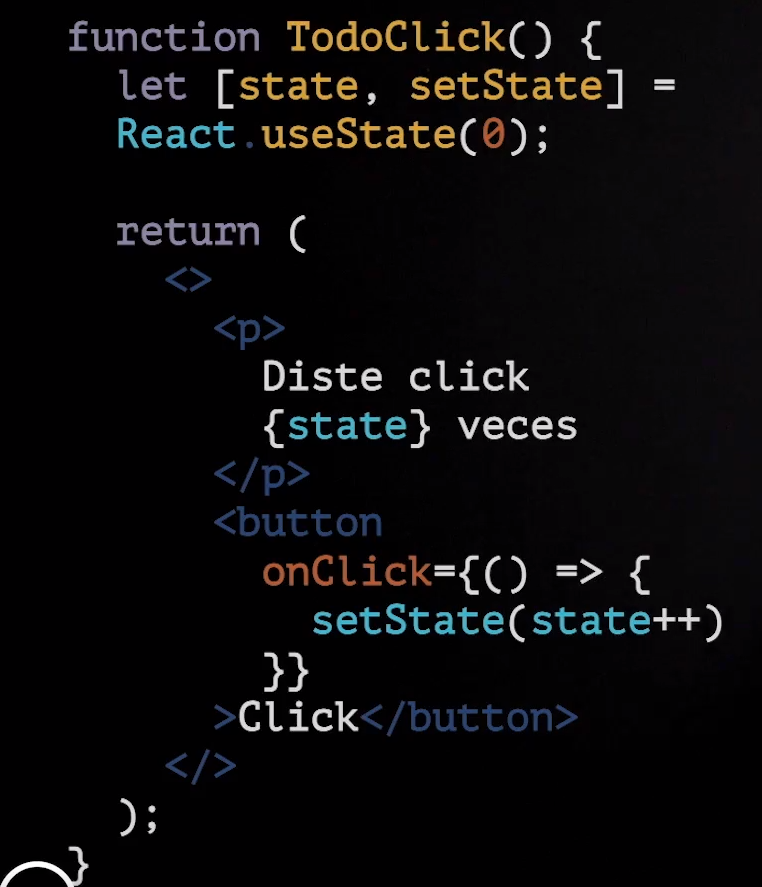 function TodoClick() {
let [state, setState] =
React.useState(0);
return (
<>
<p>
Diste click
{state} veces
</p>
<button
onClick={() => {
setState(state++)
}}
>Click</button>
</>
);
}